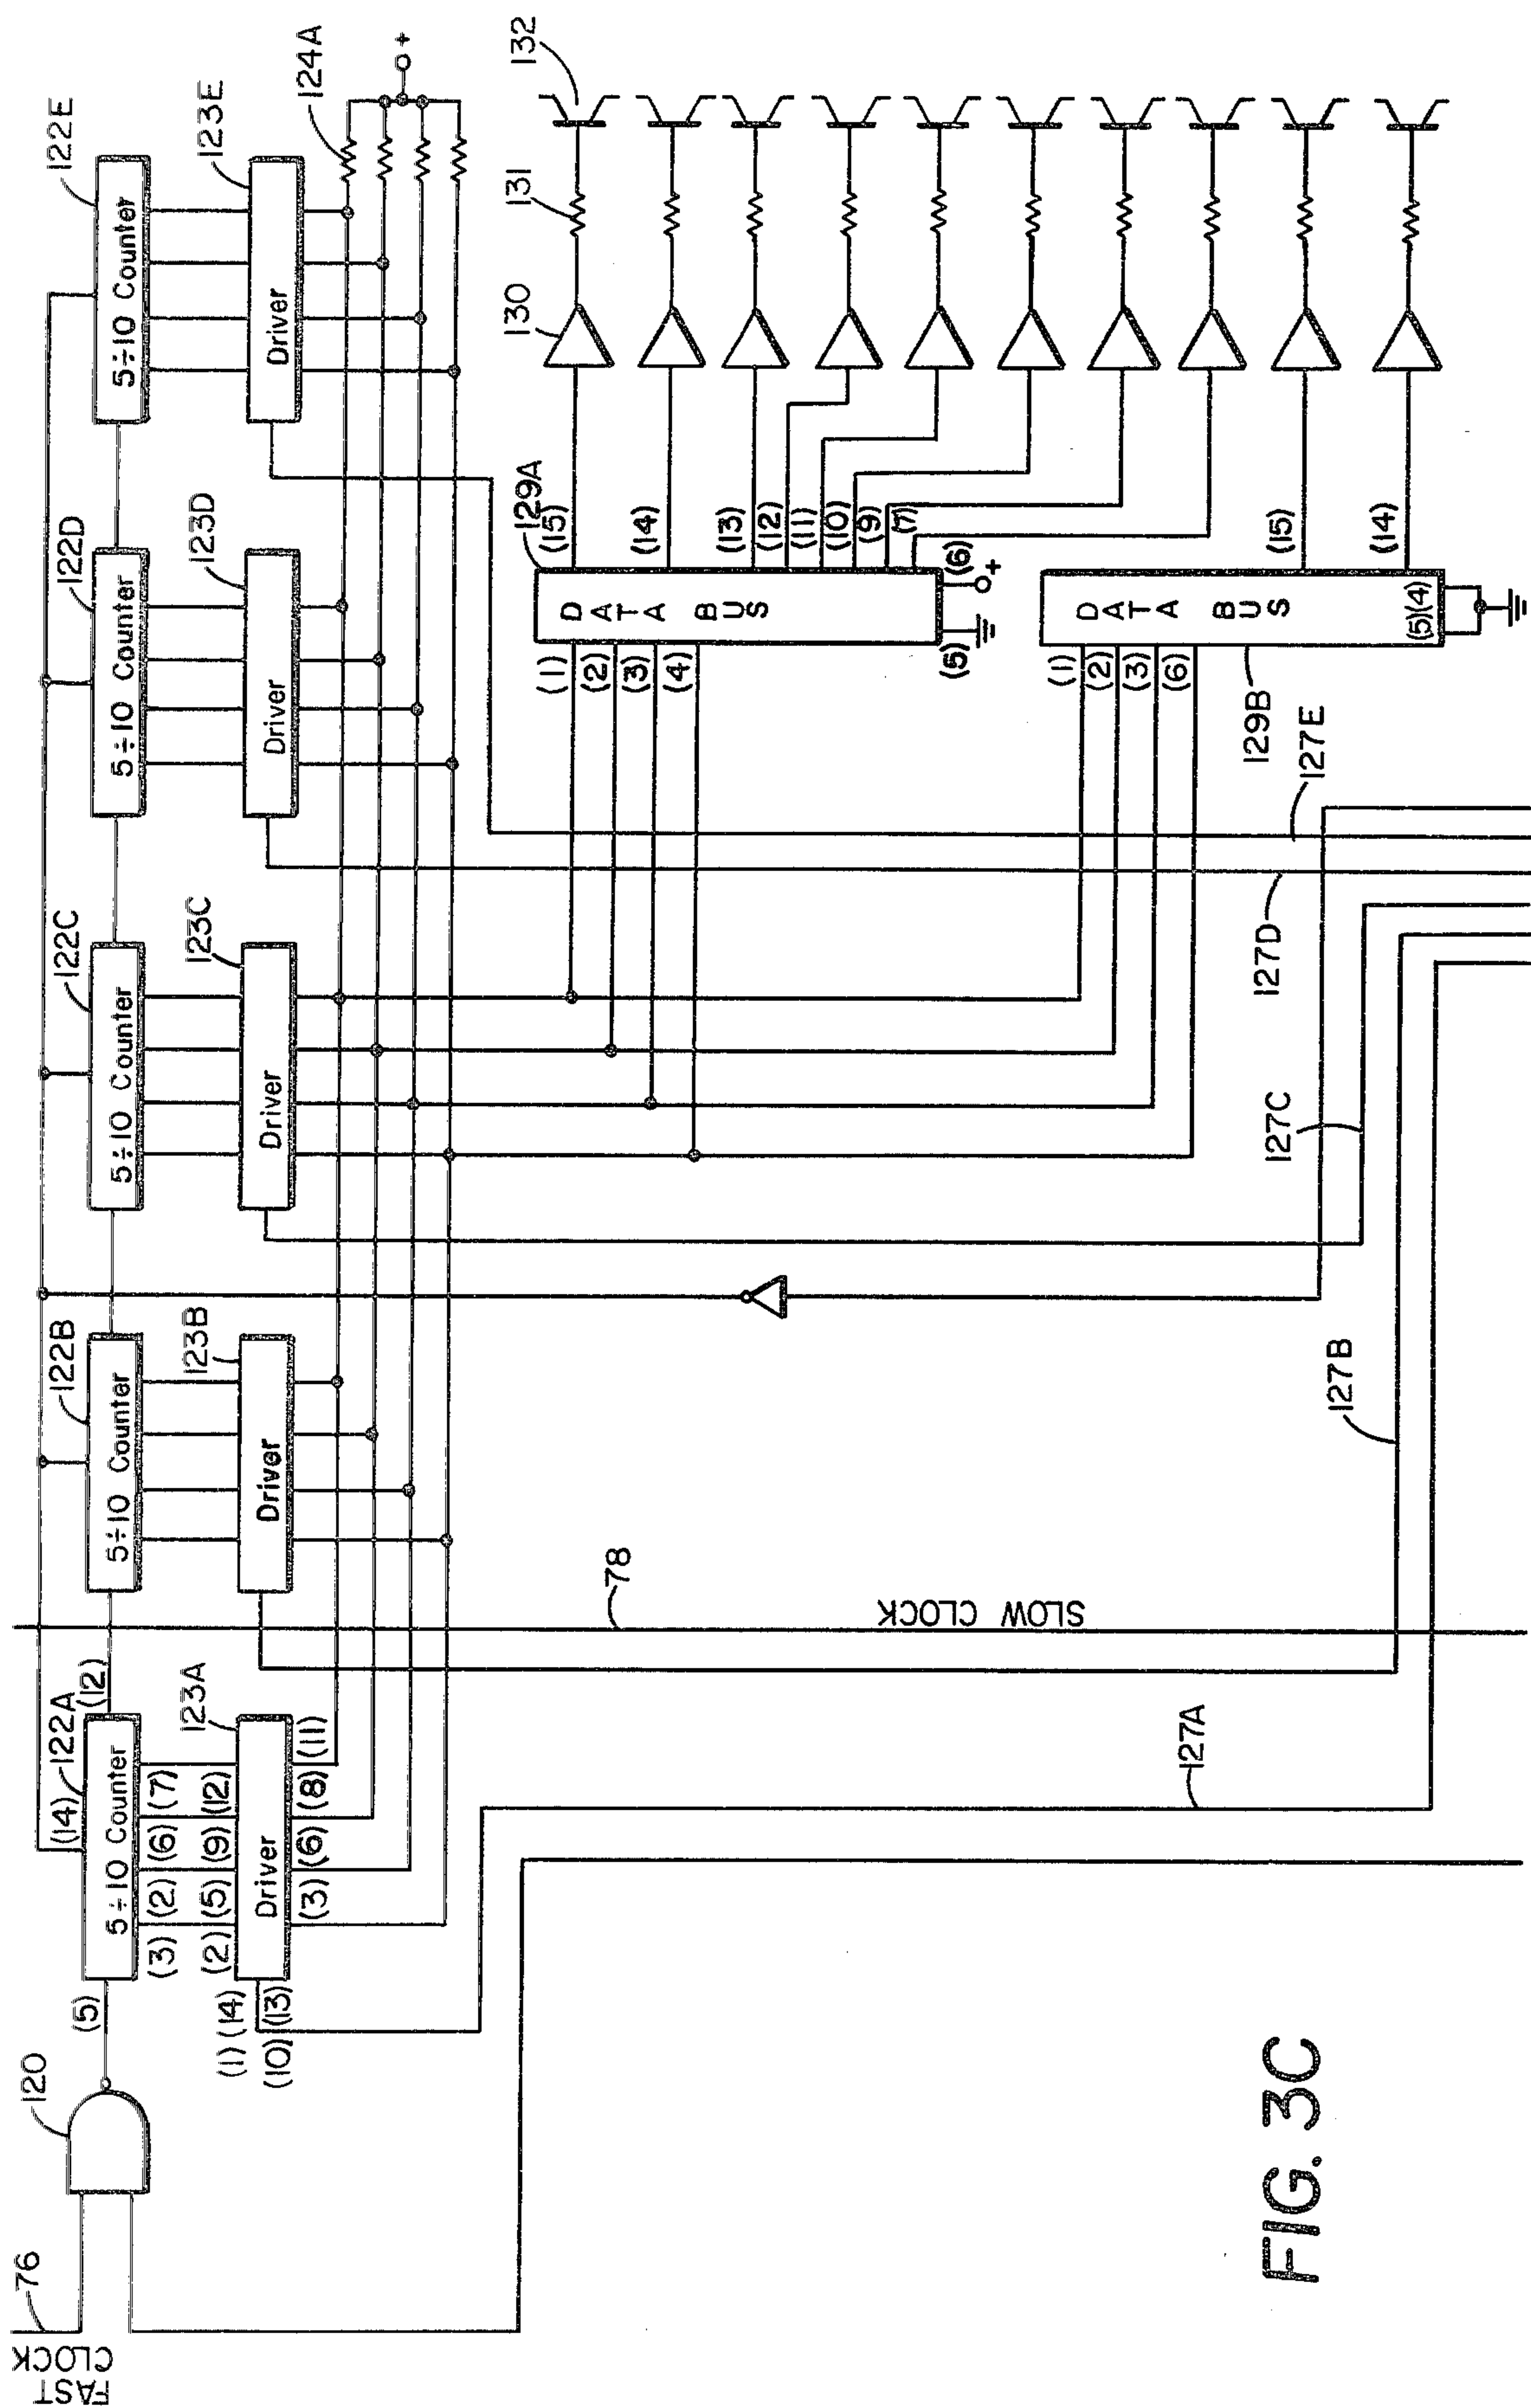 FAST
CLOCK
76
120
(5)
(14)
122A
(12)
122B
122C
122D
122E
5÷10 Counter
5÷10 Counter
5÷10 Counter
5÷10 Counter
5÷10 Counter
(3) (2) (6) (7)
(2) (5) (9) (12)
123A
123B
123C
123D
123E
(1) (14)
(10) (13)
Driver
Driver
Driver
Driver
Driver
(3) (6) (8) (11)
124A
+
SLOW CLOCK
78
129A
(1)
(2)
(3)
(4)
DATA BUS
(5)
(6)
+
(15)
(14)
(13)
(12)
(11)
(10)
(9)
(7)
130
131
132
(1)
(2)
(3)
(6)
DATA BUS
(5)(4)
(15)
(14)
129B
127A
127B
127C
127D
127E
FIG. 3C